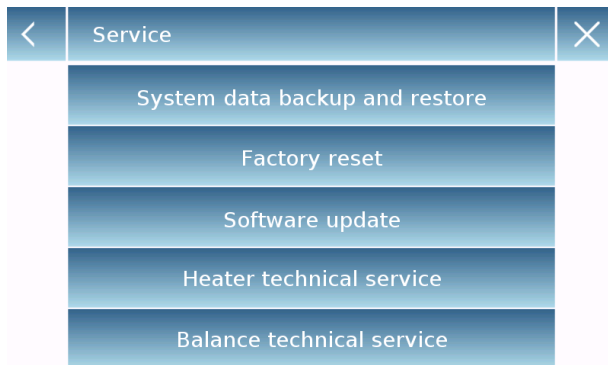 Service
System data backup and restore
Factory reset
Software update
Heater technical service
Balance technical service